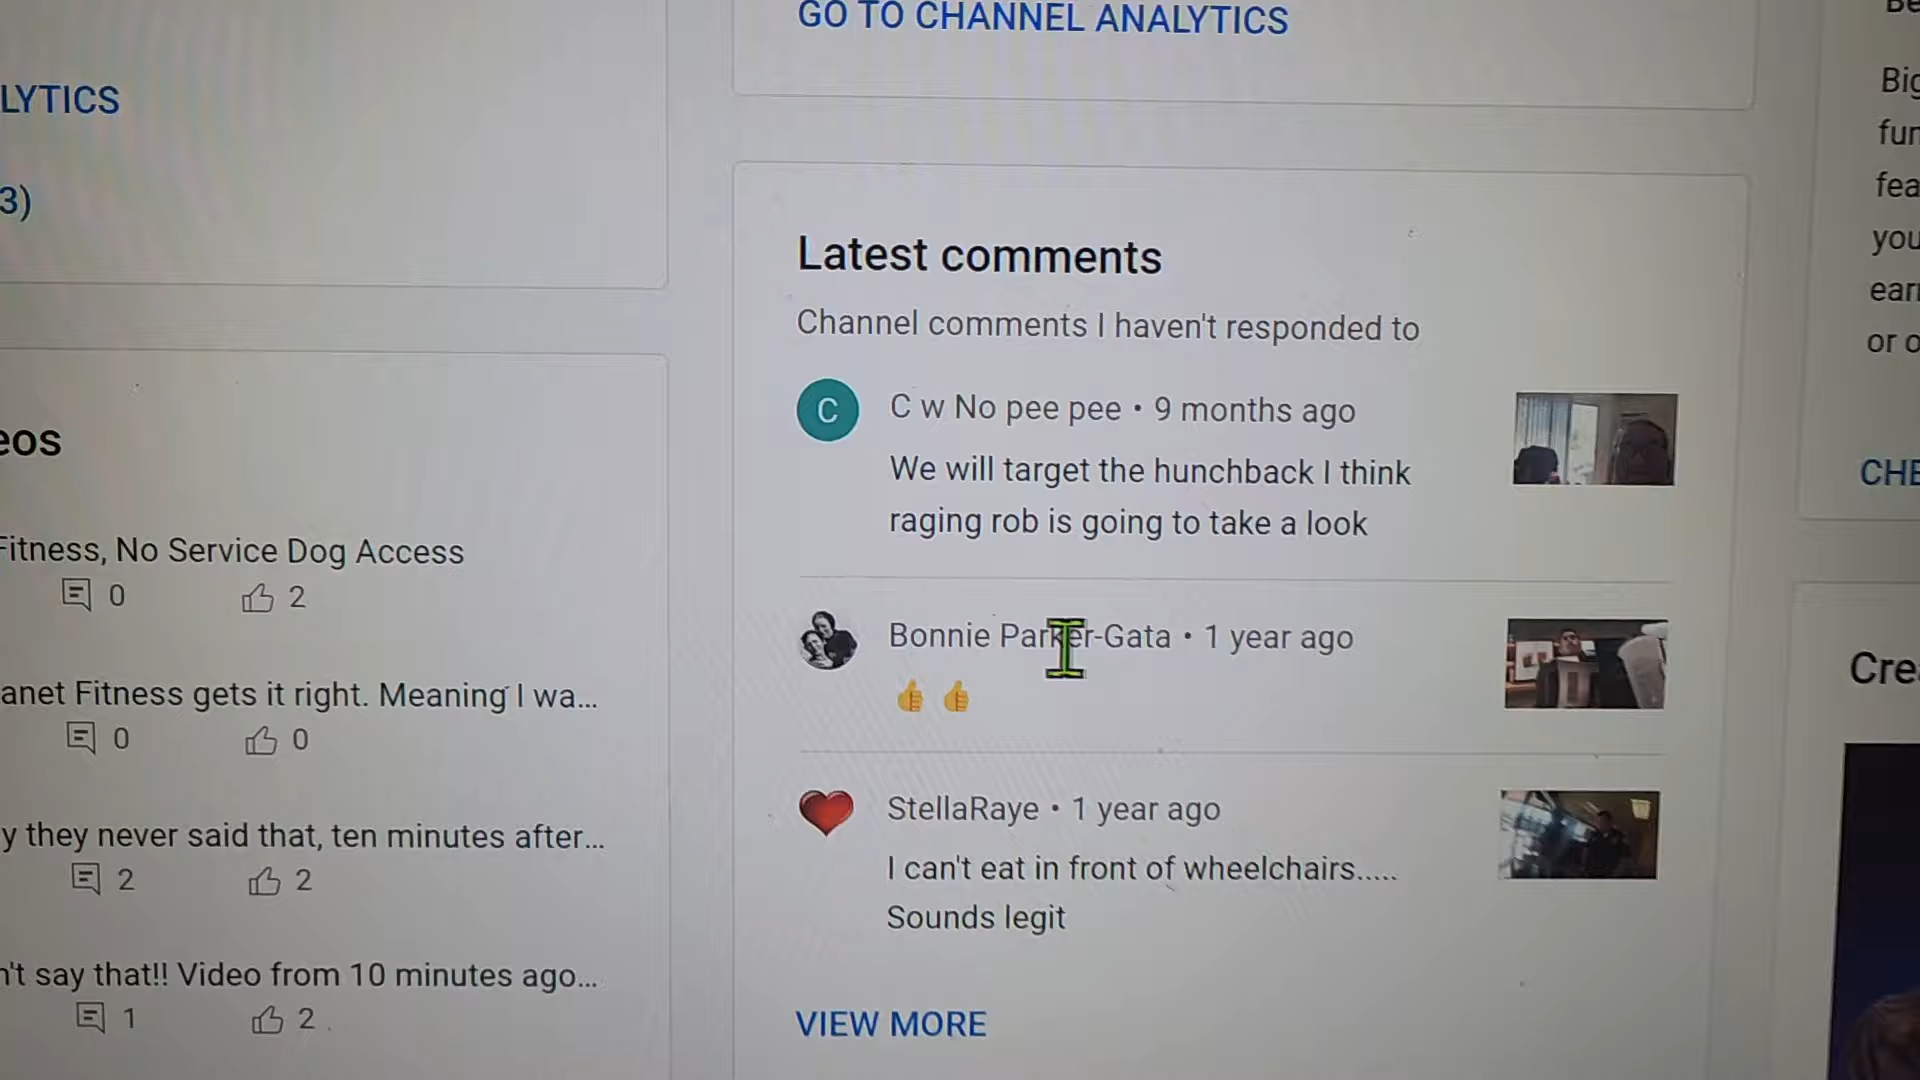 GO TO CHANNEL ANALYTICS
LYTICS
3)
eos
Fitness, No Service Dog Access
0 2
anet Fitness gets it right. Meaning I wa...
0 0
y they never said that, ten minutes after...
2 2
n't say that!! Video from 10 minutes ago...
1 2
Latest comments
Channel comments I haven't responded to
C
C w No pee pee • 9 months ago
We will target the hunchback I think
raging rob is going to take a look
Bonnie Parker-Gata • 1 year ago
👍 👍
StellaRaye • 1 year ago
I can't eat in front of wheelchairs.....
Sounds legit
VIEW MORE
Be
Big
fun
fea
you
earn
or o
CHE
Cre